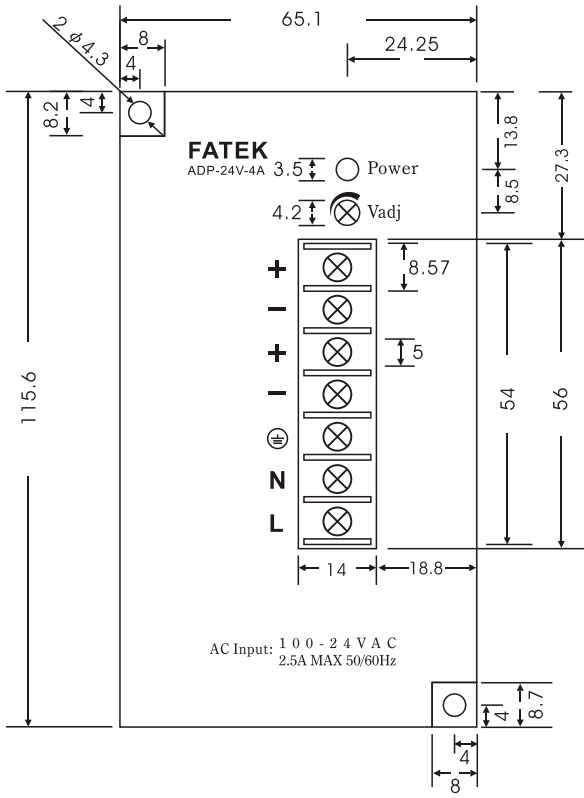 65.1
2 ϕ4.3
8
24.25
4
8.2
4
13.8
27.3
FATEK
ADP-24V-4A
3.5
Power
8.5
4.2
Vadj
+
8.57
−
+
5
−
115.6
54
56
N
L
14
18.8
AC Input: 100-24VAC
2.5A MAX 50/60Hz
4
8.7
4
8